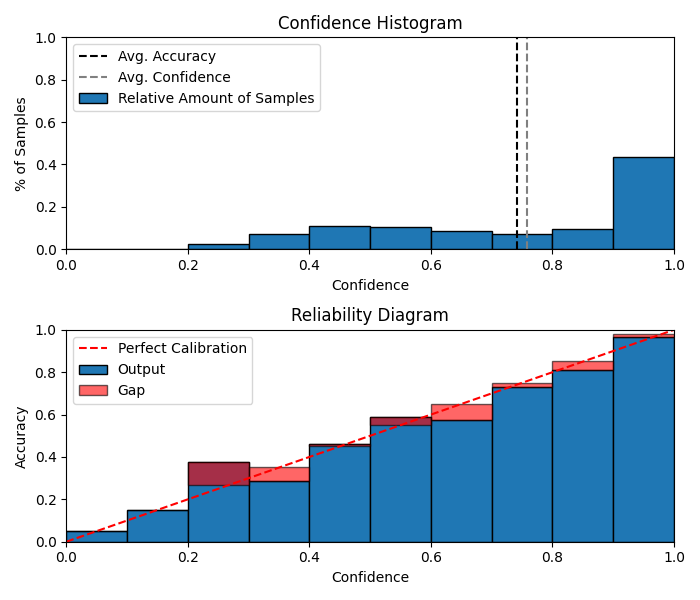 Confidence Histogram
Avg. Accuracy
Avg. Confidence
Relative Amount of Samples
% of Samples
1.0
0.8
0.6
0.4
0.2
0.0
0.0 0.2 0.4 0.6 0.8 1.0
Confidence
Reliability Diagram
Perfect Calibration
Output
Gap
Accuracy
1.0
0.8
0.6
0.4
0.2
0.0
0.0 0.2 0.4 0.6 0.8 1.0
Confidence